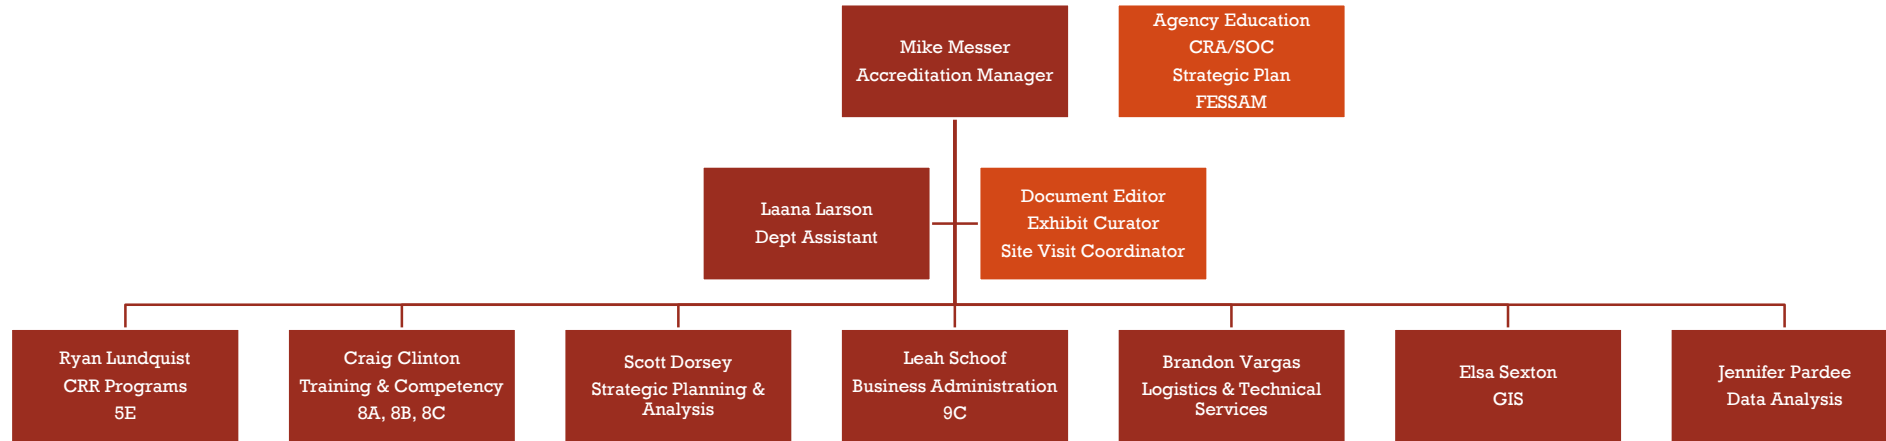 Mike Messer
Accreditation Manager
Agency Education
CRA/SOC
Strategic Plan
FESSAM
Laana Larson
Dept Assistant
Document Editor
Exhibit Curator
Site Visit Coordinator
Ryan Lundquist
CRR Programs
5E
Craig Clinton
Training & Competency
8A, 8B, 8C
Scott Dorsey
Strategic Planning &
Analysis
Leah Schoof
Business Administration
9C
Brandon Vargas
Logistics & Technical
Services
Elsa Sexton
GIS
Jennifer Pardee
Data Analysis